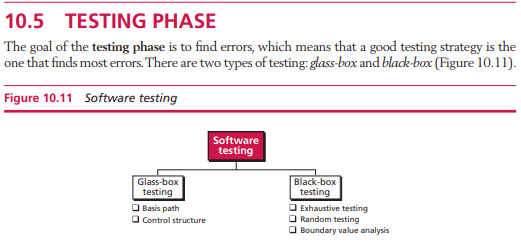 10.5 TESTING PHASE
The goal of the testing phase is to find errors, which means that a good testing strategy is the
one that finds most errors. There are two types of testing: glass-box and black-box (Figure 10.11).
Figure 10.11 Software testing
Software
testing
Glass-box
testing
Basis path
Control structure
Black-box
testing
Exhaustive testing
Random testing
Boundary value analysis